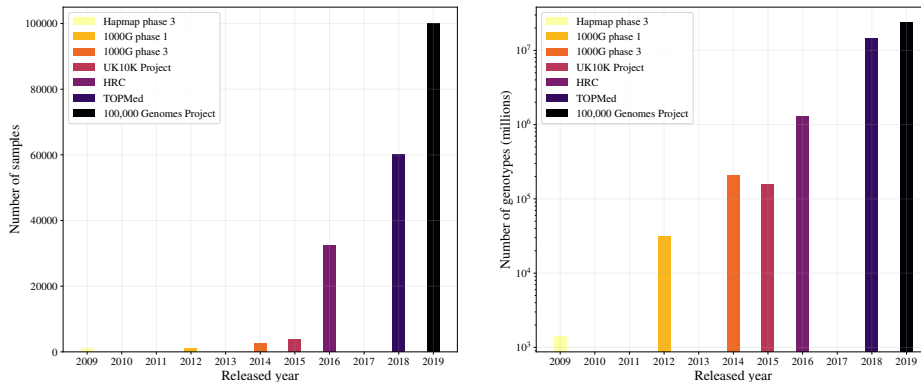 Number of samples
100000
80000
60000
40000
20000
0
Hapmap phase 3
1000G phase 1
1000G phase 3
UK10K Project
HRC
TOPMed
100,000 Genomes Project
2009 2010 2011 2012 2013 2014 2015 2016 2017 2018 2019
Released year
Number of genotypes (millions)
10^7
10^6
10^5
10^4
10^3
Hapmap phase 3
1000G phase 1
1000G phase 3
UK10K Project
HRC
TOPMed
100,000 Genomes Project
2009 2010 2011 2012 2013 2014 2015 2016 2017 2018 2019
Released year